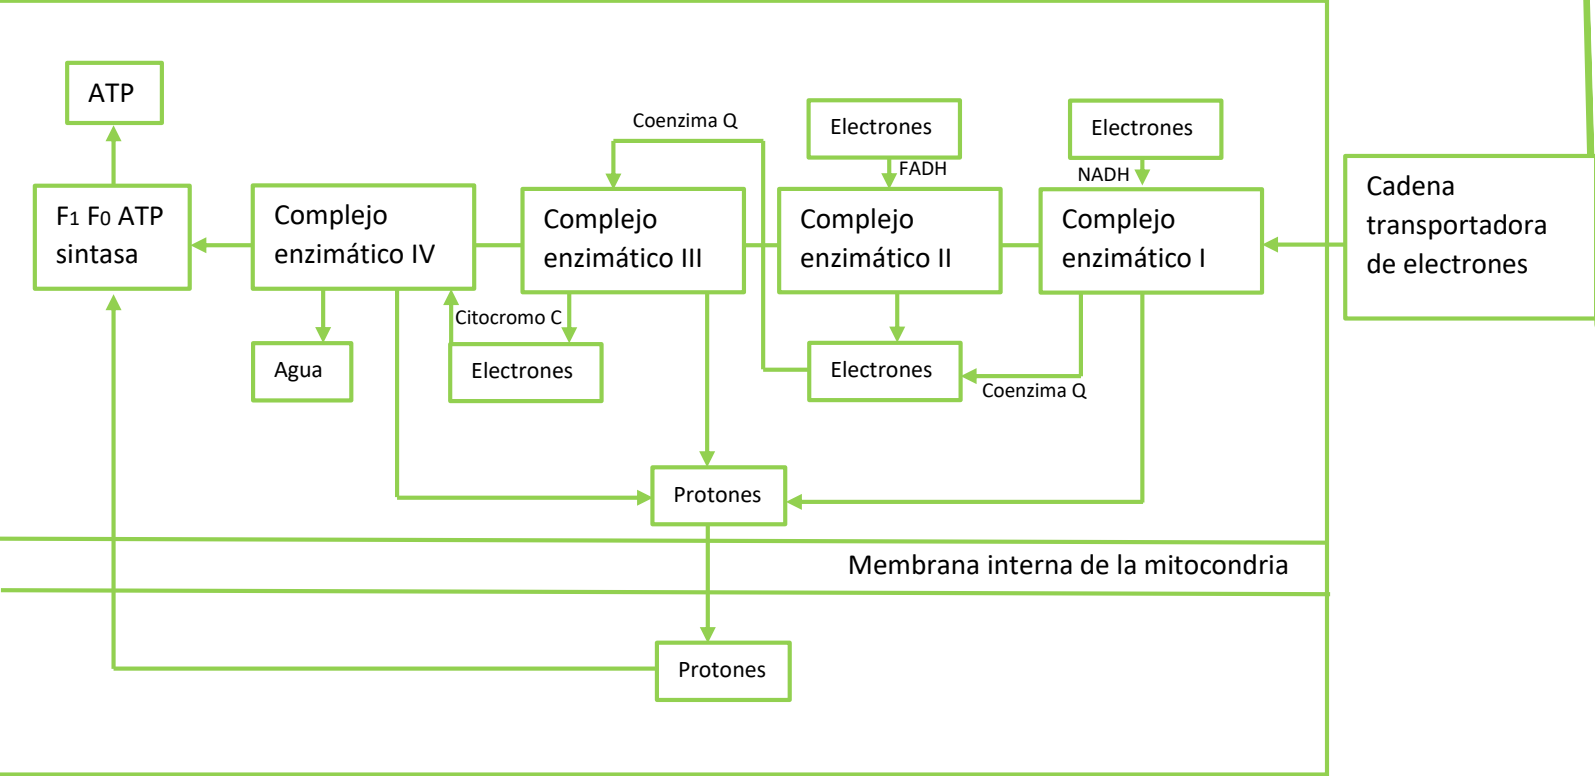 ATP
Coenzima Q
Electrones
Electrones
FADH
NADH
F1 F0 ATP
sintasa
Complejo
enzimático IV
Complejo
enzimático III
Complejo
enzimático II
Complejo
enzimático I
Cadena
transportadora
de electrones
Citocromo C
Agua
Electrones
Electrones
Coenzima Q
Protones
Membrana interna de la mitocondria
Protones